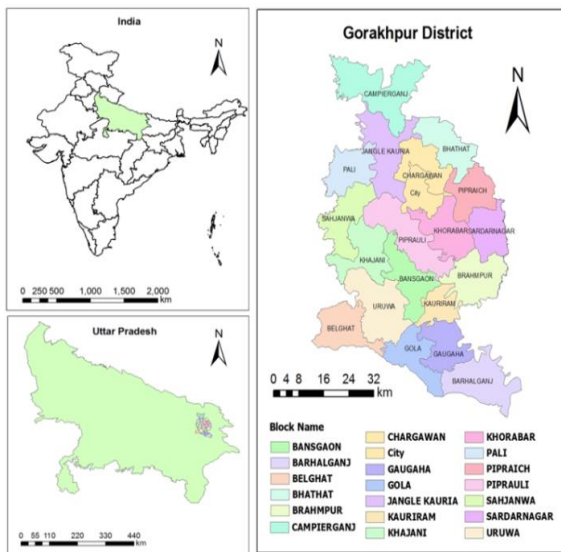 India
N
0 250 500 1,000 1,500 2,000
km
Uttar Pradesh
N
0 55 110 220 330 440
km
Gorakhpur District
N
CAMPIERGANJ
JANGLE KAURIA
BHATHAT
CHARGAWAN
PALI
City
PIPRAICH
SAHJANWA
PIPRAULI
KHORABAR
SARDARNAGAR
KHAJANI
BANSGAON
BRAHMPUR
URUWA
KAURIRAM
BELGHAT
GOLA
GAUGAHA
BARHALGANJ
0 4 8 16 24 32
km
Block Name
BANSGAON
BARHALGANJ
BELGHAT
BHATHAT
BRAHMPUR
CAMPIERGANJ
CHARGAWAN
City
GAUGAHA
GOLA
JANGLE KAURIA
KAURIRAM
KHAJANI
KHORABAR
PALI
PIPRAICH
PIPRAULI
SAHJANWA
SARDARNAGAR
URUWA